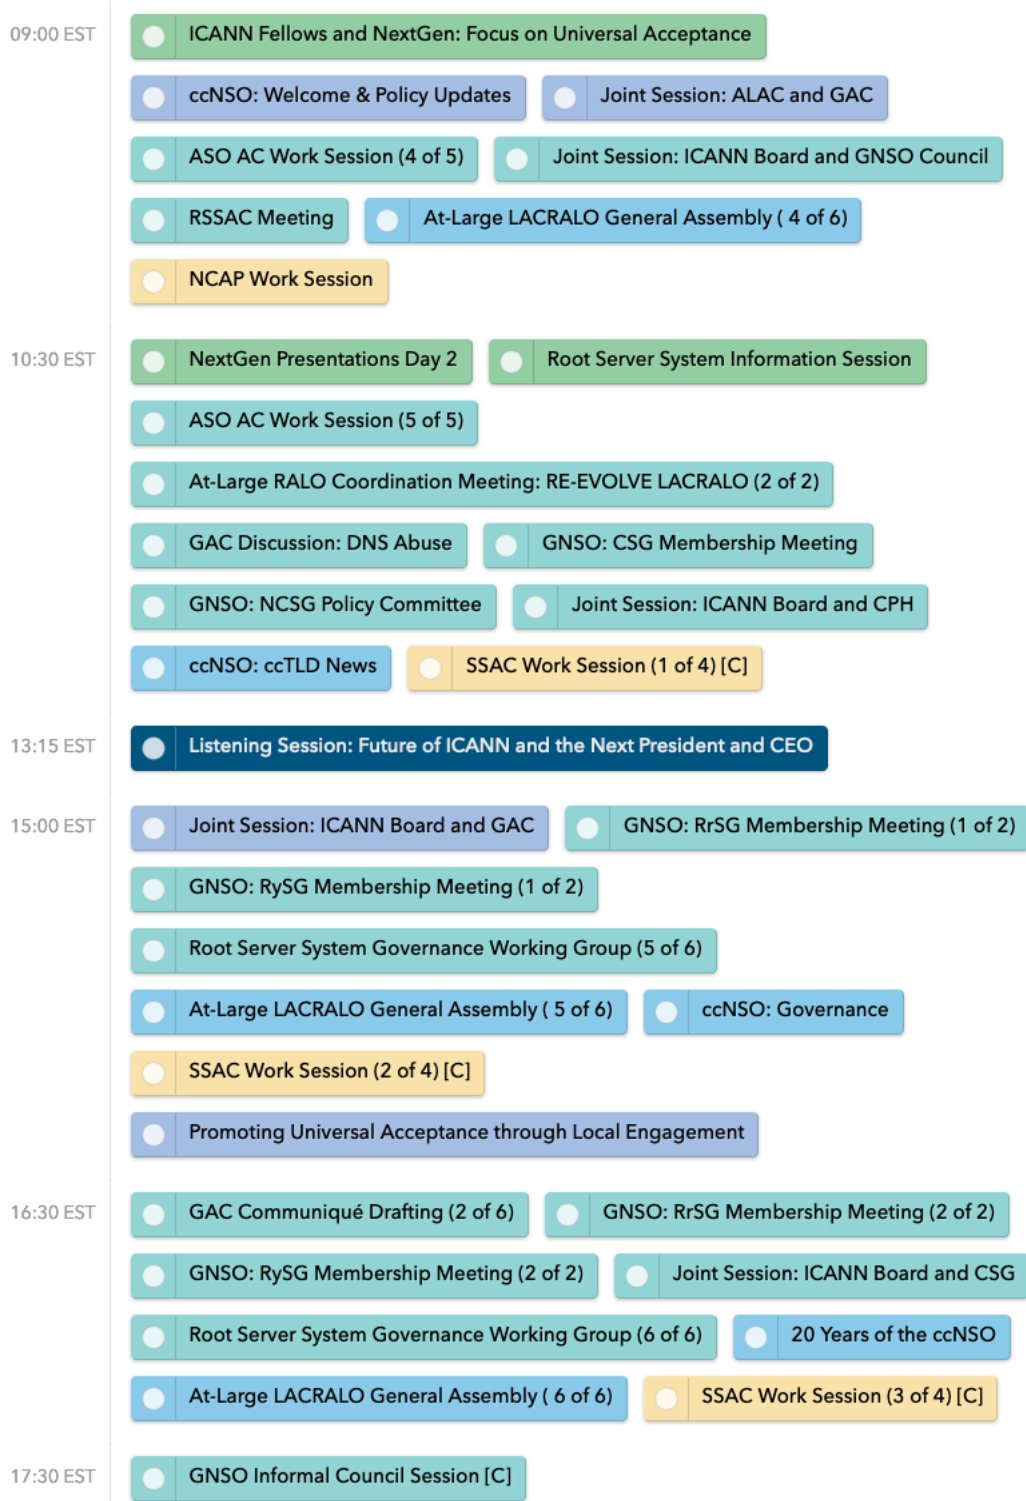 09:00 EST
ICANN Fellows and NextGen: Focus on Universal Acceptance
ccNSO: Welcome & Policy Updates Joint Session: ALAC and GAC
ASO AC Work Session (4 of 5) Joint Session: ICANN Board and GNSO Council
RSSAC Meeting At-Large LACRALO General Assembly ( 4 of 6)
NCAP Work Session
10:30 EST
NextGen Presentations Day 2 Root Server System Information Session
ASO AC Work Session (5 of 5)
At-Large RALO Coordination Meeting: RE-EVOLVE LACRALO (2 of 2)
GAC Discussion: DNS Abuse GNSO: CSG Membership Meeting
GNSO: NCSG Policy Committee Joint Session: ICANN Board and CPH
ccNSO: ccTLD News SSAC Work Session (1 of 4) [C]
13:15 EST
Listening Session: Future of ICANN and the Next President and CEO
15:00 EST
Joint Session: ICANN Board and GAC GNSO: RrSG Membership Meeting (1 of 2)
GNSO: RySG Membership Meeting (1 of 2)
Root Server System Governance Working Group (5 of 6)
At-Large LACRALO General Assembly ( 5 of 6) ccNSO: Governance
SSAC Work Session (2 of 4) [C]
Promoting Universal Acceptance through Local Engagement
16:30 EST
GAC Communiqué Drafting (2 of 6) GNSO: RrSG Membership Meeting (2 of 2)
GNSO: RySG Membership Meeting (2 of 2) Joint Session: ICANN Board and CSG
Root Server System Governance Working Group (6 of 6) 20 Years of the ccNSO
At-Large LACRALO General Assembly ( 6 of 6) SSAC Work Session (3 of 4) [C]
17:30 EST
GNSO Informal Council Session [C]